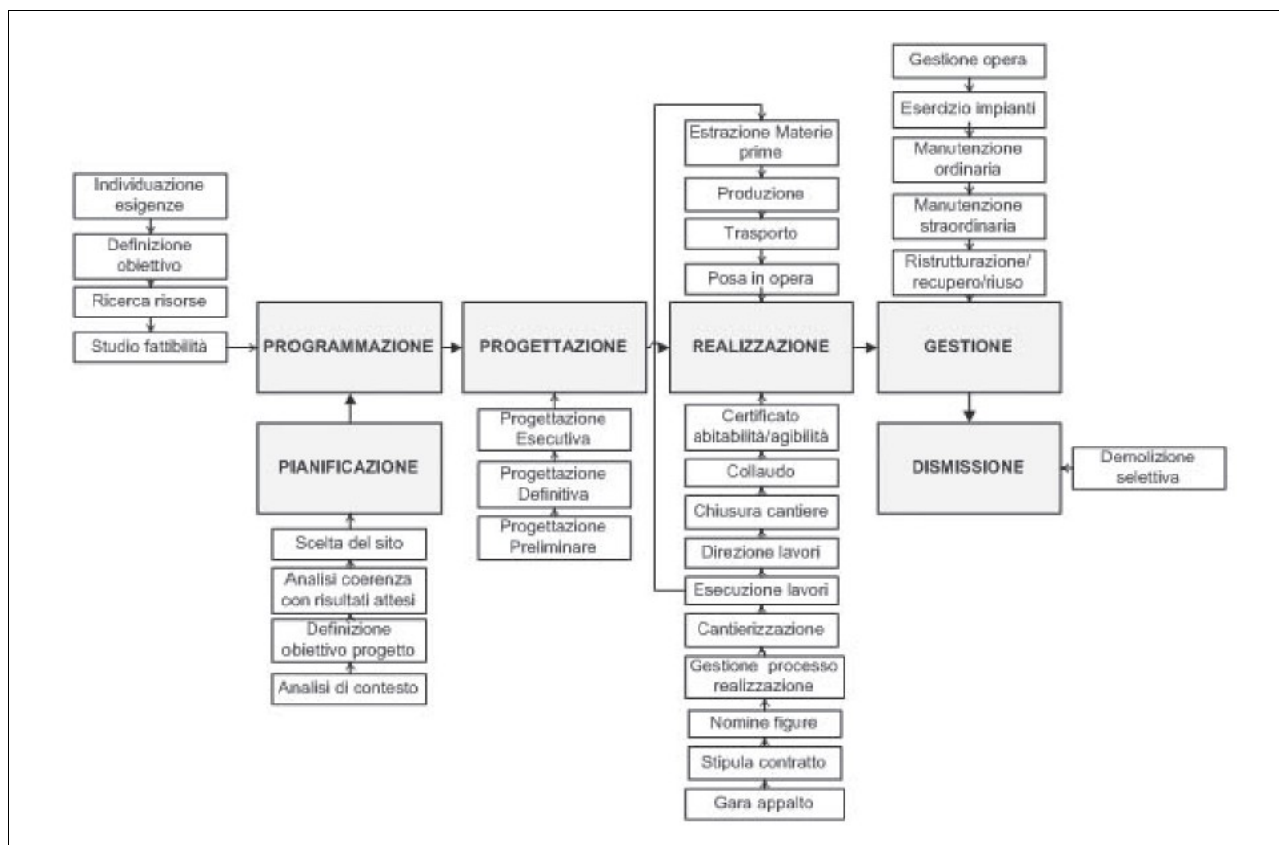 Individuazione
esigenze
Definizione
obiettivo
Ricerca risorse
Studio fattibilità
PROGRAMMAZIONE
PIANIFICAZIONE
Scelta del sito
Analisi coerenza
con risultati attesi
Definizione
obiettivo progetto
Analisi di contesto
PROGETTAZIONE
Progettazione
Esecutiva
Progettazione
Definitiva
Progettazione
Preliminare
Estrazione Materie
prime
Produzione
Trasporto
Posa in opera
REALIZZAZIONE
Certificato
abitabilità/agibilità
Collaudo
Chiusura cantiere
Direzione lavori
Esecuzione lavori
Cantierizzazione
Gestione processo
realizzazione
Nomine figure
Stipula contratto
Gara appalto
Gestione opera
Esercizio impianti
Manutenzione
ordinaria
Manutenzione
straordinaria
Ristrutturazione/
recupero/riuso
GESTIONE
DISMISSIONE
Demolizione
selettiva